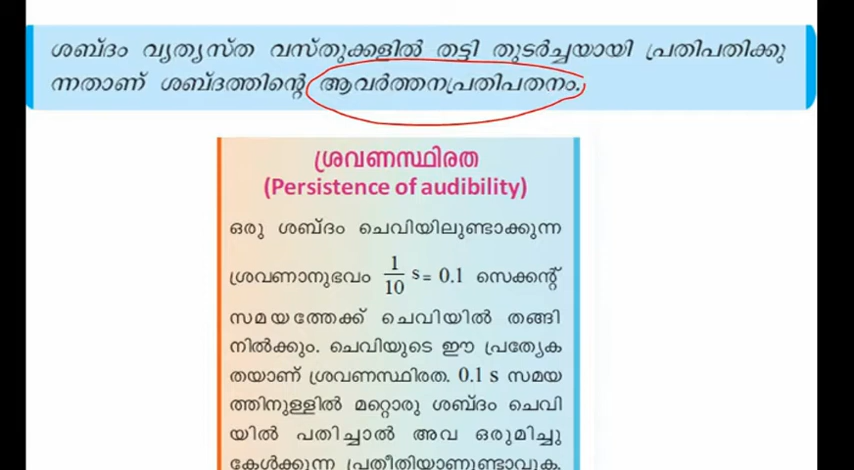 ശബ്ദം വ്യത്യസ്ത വസ്തുക്കളിൽ തട്ടി തുടർച്ചയായി പ്രതിപതിക്കു
ന്നതാണ് ശബ്ദത്തിന്റെ ആവർത്തനപ്രതിപതനം.
ശ്രവണസ്ഥിരത
(Persistence of audibility)
ഒരു ശബ്ദം ചെവിയിലുണ്ടാക്കുന്ന
ശ്രവണാനുഭവം 1/10 s = 0.1 സെക്കന്റ്
സമയത്തേക്ക് ചെവിയിൽ തങ്ങി
നിൽക്കും. ചെവിയുടെ ഈ പ്രത്യേക
തയാണ് ശ്രവണസ്ഥിരത. 0.1 s സമയ
ത്തിനുള്ളിൽ മറ്റൊരു ശബ്ദം ചെവി
യിൽ പതിച്ചാൽ അവ ഒരുമിച്ചു
കേൾക്കുന്ന പ്രതീതിയാണുണ്ടാവുക.